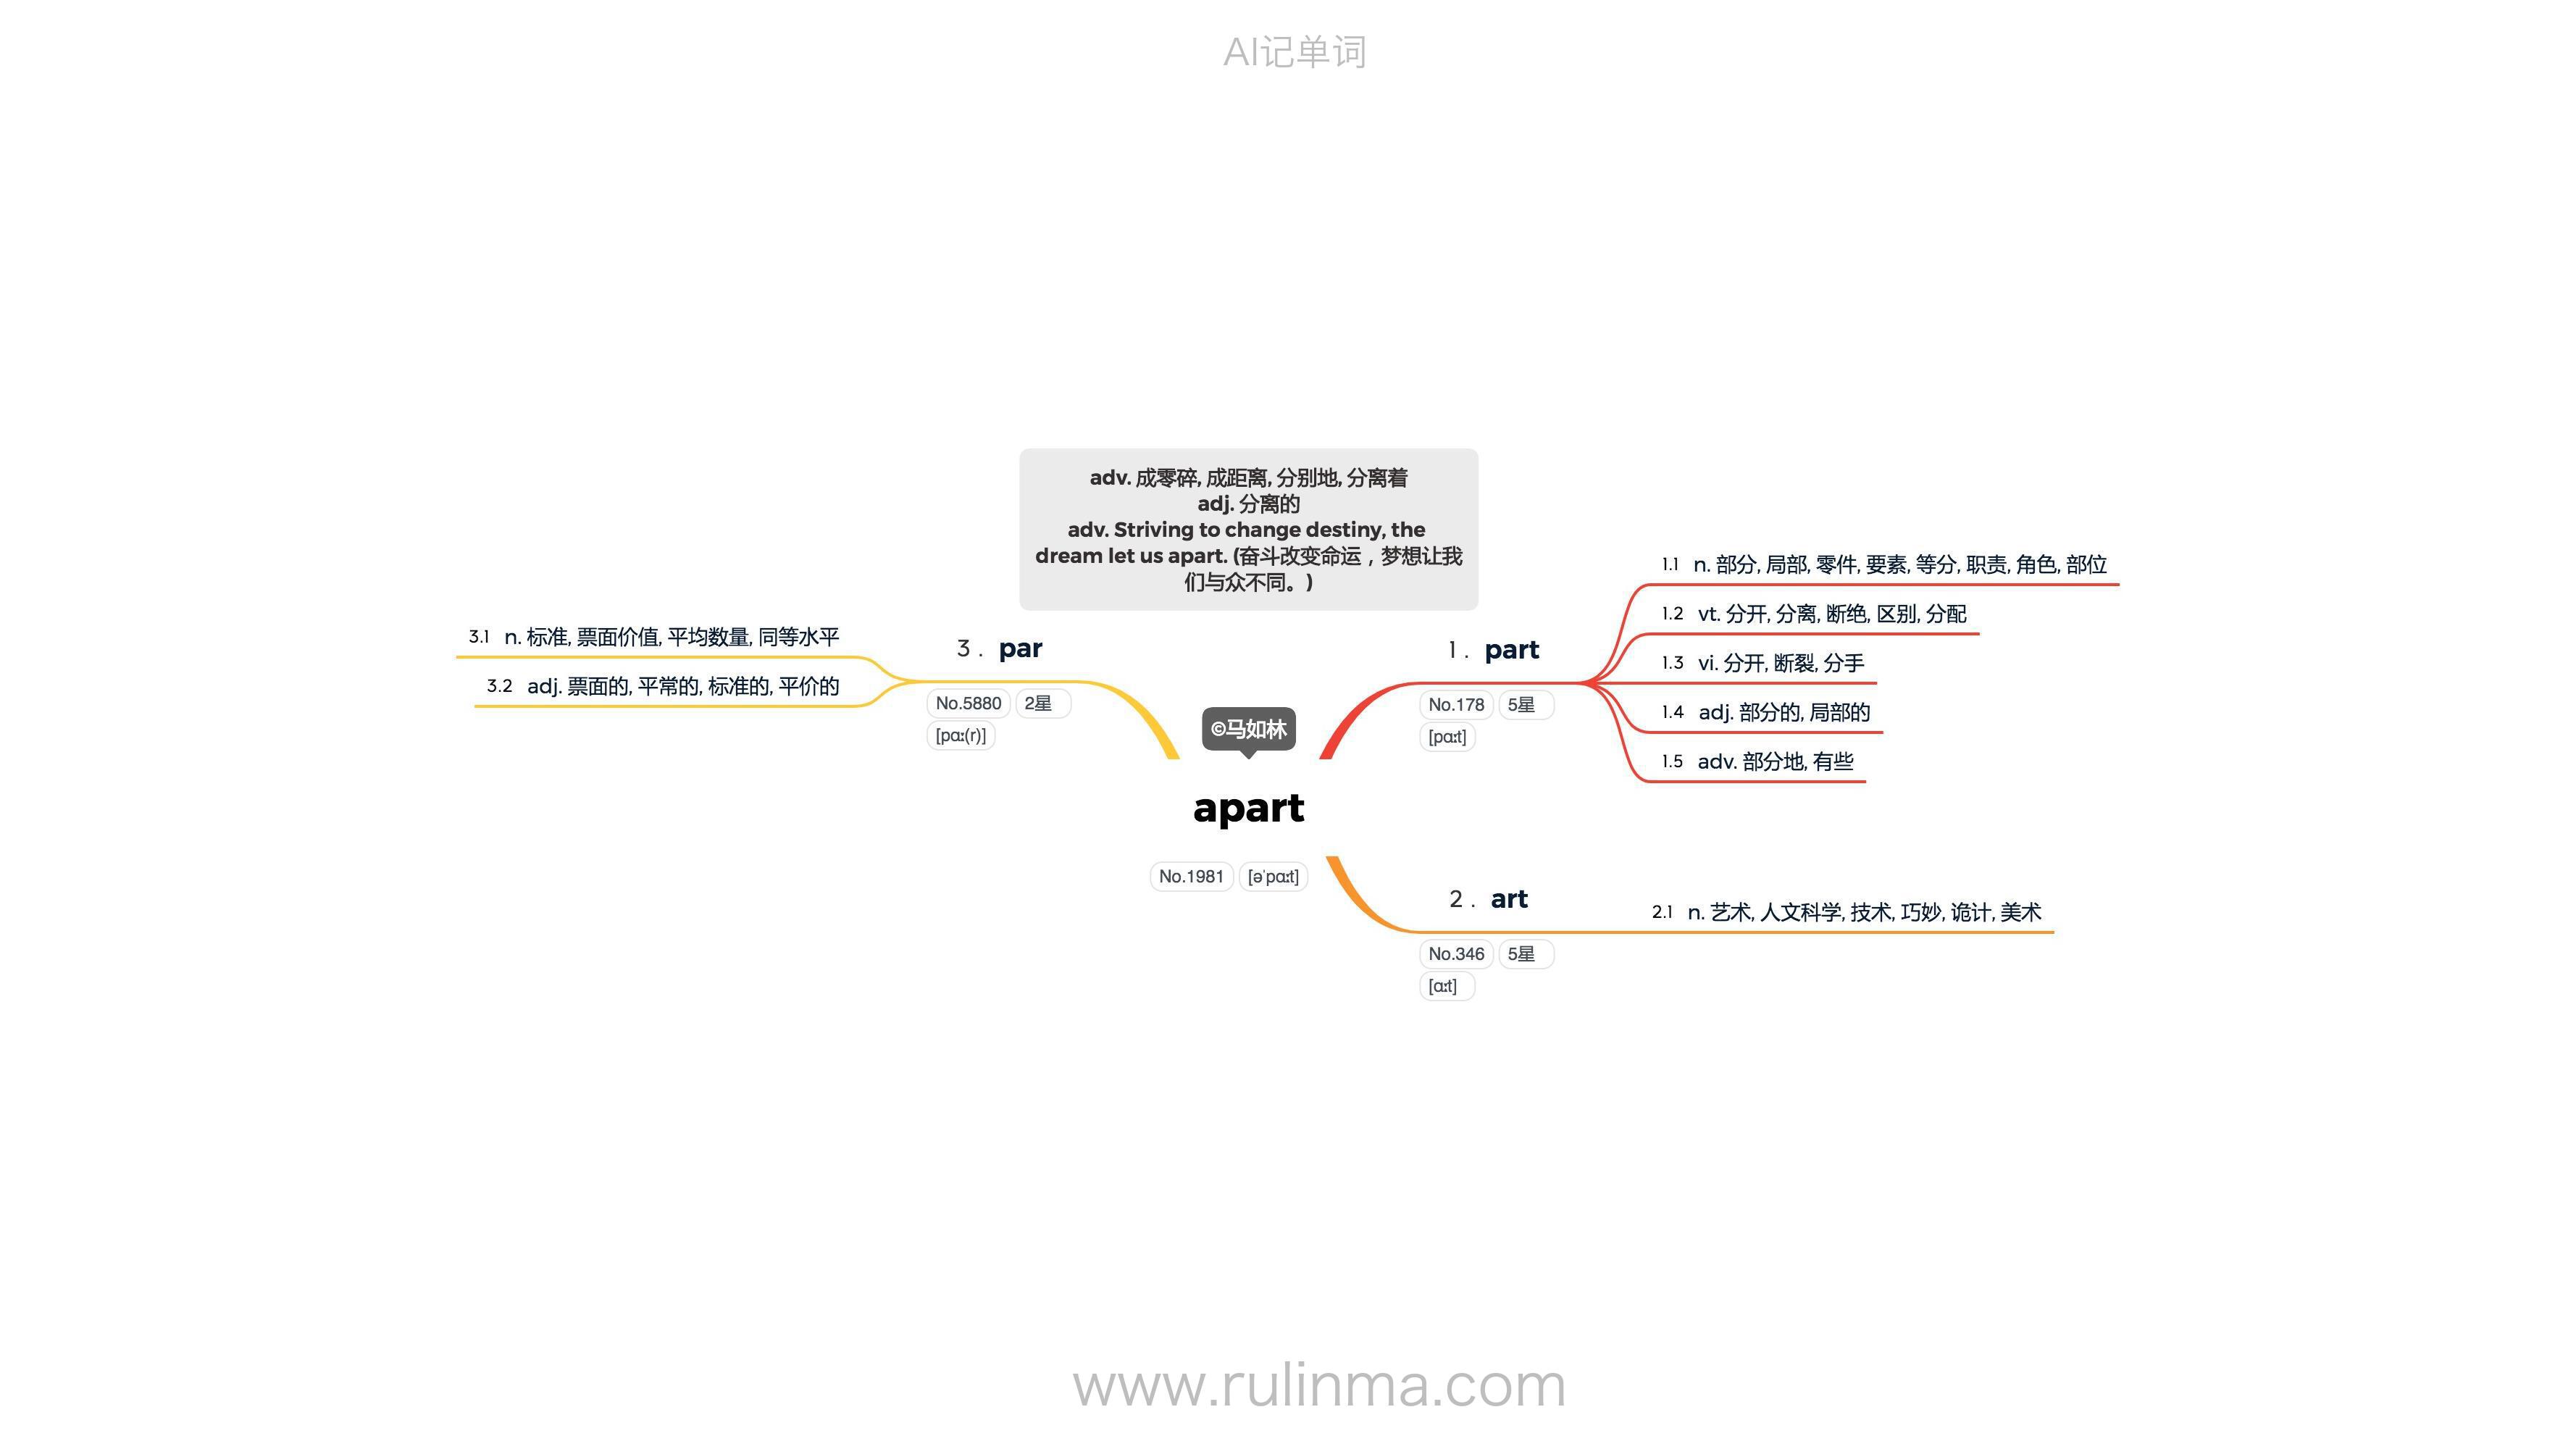 AI记单词
adv. 成零碎, 成距离, 分别地, 分离着
adj. 分离的
adv. Striving to change destiny, the
dream let us apart. (奋斗改变命运，梦想让我
们与众不同。)
©马如林
apart
No.1981 [ə'pɑːt]
1. part
No.178 5星
[pɑːt]
1.1 n. 部分, 局部, 零件, 要素, 等分, 职责, 角色, 部位
1.2 vt. 分开, 分离, 断绝, 区别, 分配
1.3 vi. 分开, 断裂, 分手
1.4 adj. 部分的, 局部的
1.5 adv. 部分地, 有些
2. art
No.346 5星
[ɑːt]
2.1 n. 艺术, 人文科学, 技术, 巧妙, 诡计, 美术
3. par
No.5880 2星
[pɑː(r)]
3.1 n. 标准, 票面价值, 平均数量, 同等水平
3.2 adj. 票面的, 平常的, 标准的, 平价的
www.rulinma.com